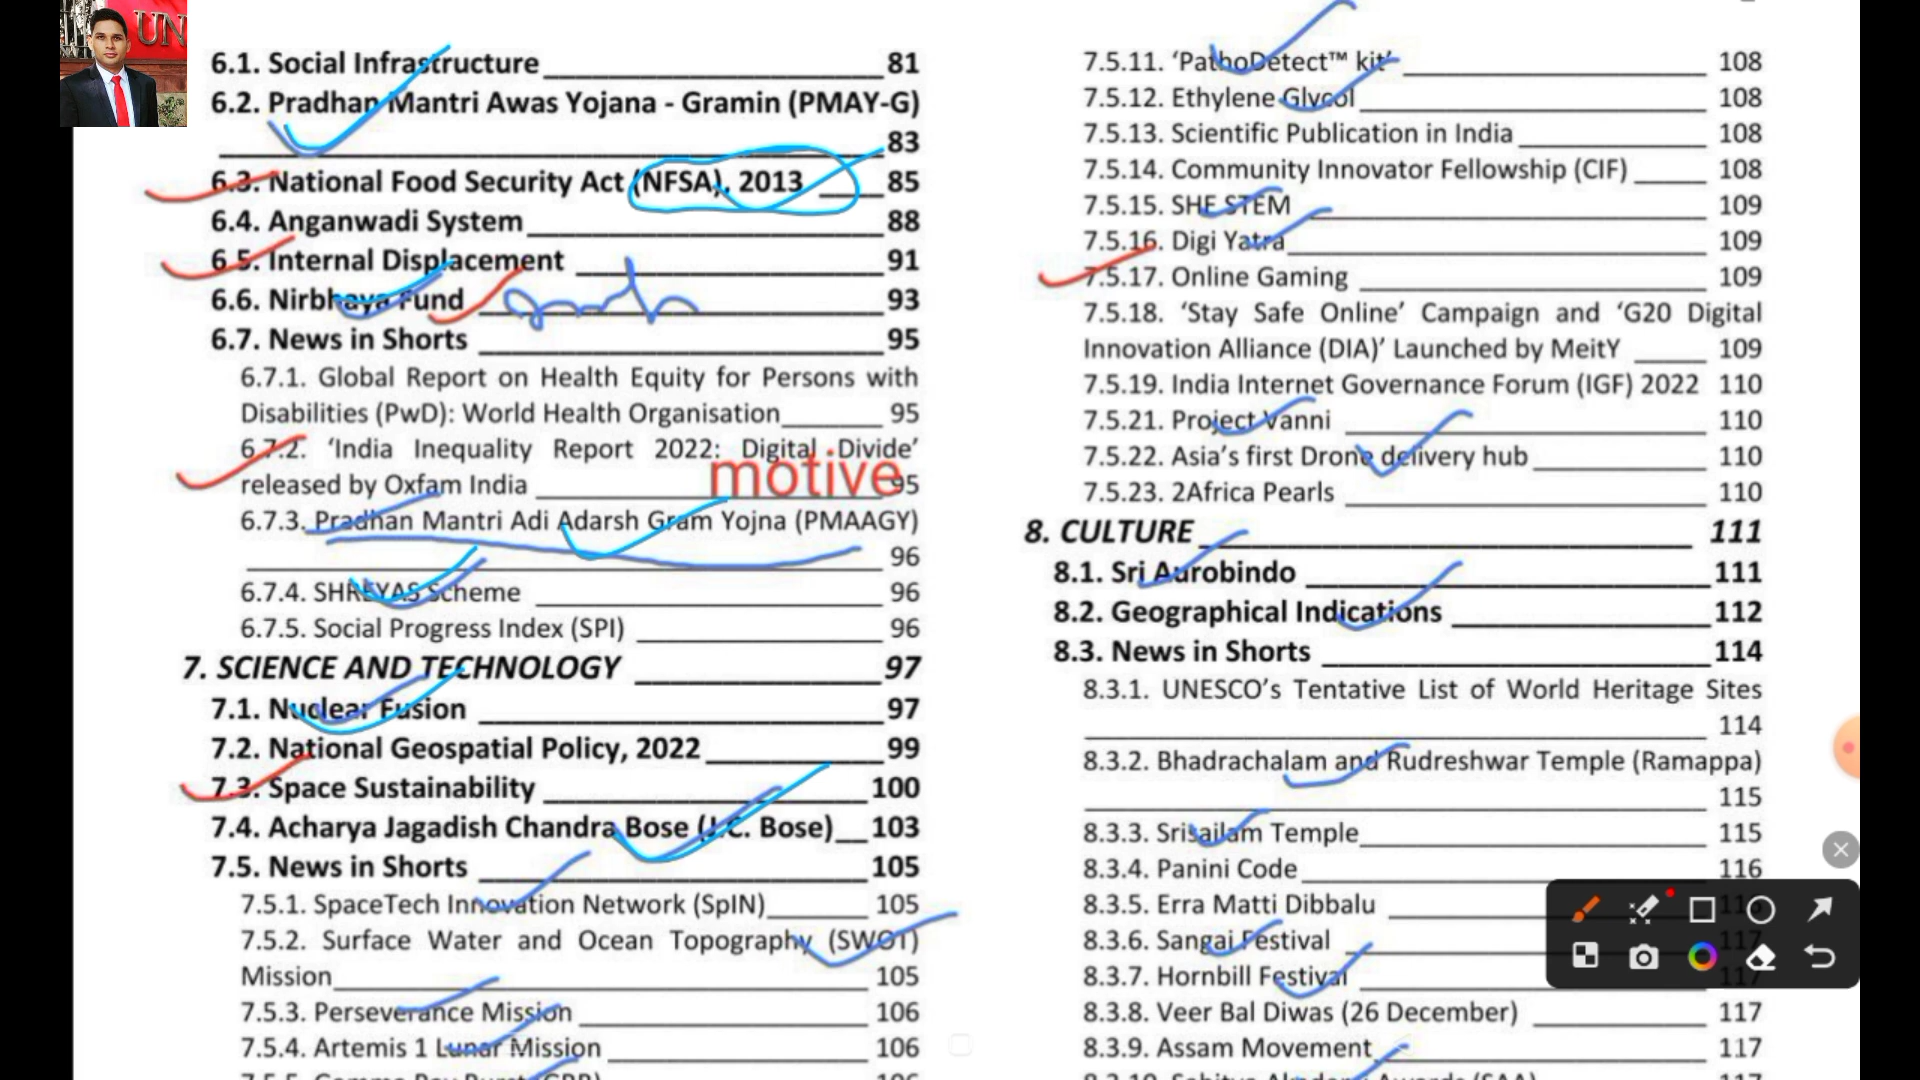 UN
6.1. Social Infrastructure 81
6.2. Pradhan Mantri Awas Yojana - Gramin (PMAY-G)
83
6.3. National Food Security Act (NFSA), 2013 85
6.4. Anganwadi System 88
6.5. Internal Displacement 91
6.6. Nirbhaya Fund 93
6.7. News in Shorts 95
6.7.1. Global Report on Health Equity for Persons with
Disabilities (PwD): World Health Organisation 95
6.7.2. ‘India Inequality Report 2022: Digital Divide’
motive
released by Oxfam India 95
6.7.3. Pradhan Mantri Adi Adarsh Gram Yojna (PMAAGY)
96
6.7.4. SHREYAS Scheme 96
6.7.5. Social Progress Index (SPI) 96
7. SCIENCE AND TECHNOLOGY 97
7.1. Nuclear Fusion 97
7.2. National Geospatial Policy, 2022 99
7.3. Space Sustainability 100
7.4. Acharya Jagadish Chandra Bose (J.C. Bose) 103
7.5. News in Shorts 105
7.5.1. SpaceTech Innovation Network (SpIN) 105
7.5.2. Surface Water and Ocean Topography (SWOT)
Mission 105
7.5.3. Perseverance Mission 106
7.5.4. Artemis 1 Lunar Mission 106
7.5.11. ‘PathoDetect™ kit’ 108
7.5.12. Ethylene Glycol 108
7.5.13. Scientific Publication in India 108
7.5.14. Community Innovator Fellowship (CIF) 108
7.5.15. SHE STEM 109
7.5.16. Digi Yatra 109
7.5.17. Online Gaming 109
7.5.18. ‘Stay Safe Online’ Campaign and ‘G20 Digital
Innovation Alliance (DIA)’ Launched by MeitY 109
7.5.19. India Internet Governance Forum (IGF) 2022 110
7.5.21. Project Vanni 110
7.5.22. Asia’s first Drone delivery hub 110
7.5.23. 2Africa Pearls 110
8. CULTURE 111
8.1. Sri Aurobindo 111
8.2. Geographical Indications 112
8.3. News in Shorts 114
8.3.1. UNESCO’s Tentative List of World Heritage Sites
114
8.3.2. Bhadrachalam and Rudreshwar Temple (Ramappa)
115
8.3.3. Srisailam Temple 115
8.3.4. Panini Code 116
8.3.5. Erra Matti Dibbalu
8.3.6. Sangai Festival 117
8.3.7. Hornbill Festival 117
8.3.8. Veer Bal Diwas (26 December) 117
8.3.9. Assam Movement 117